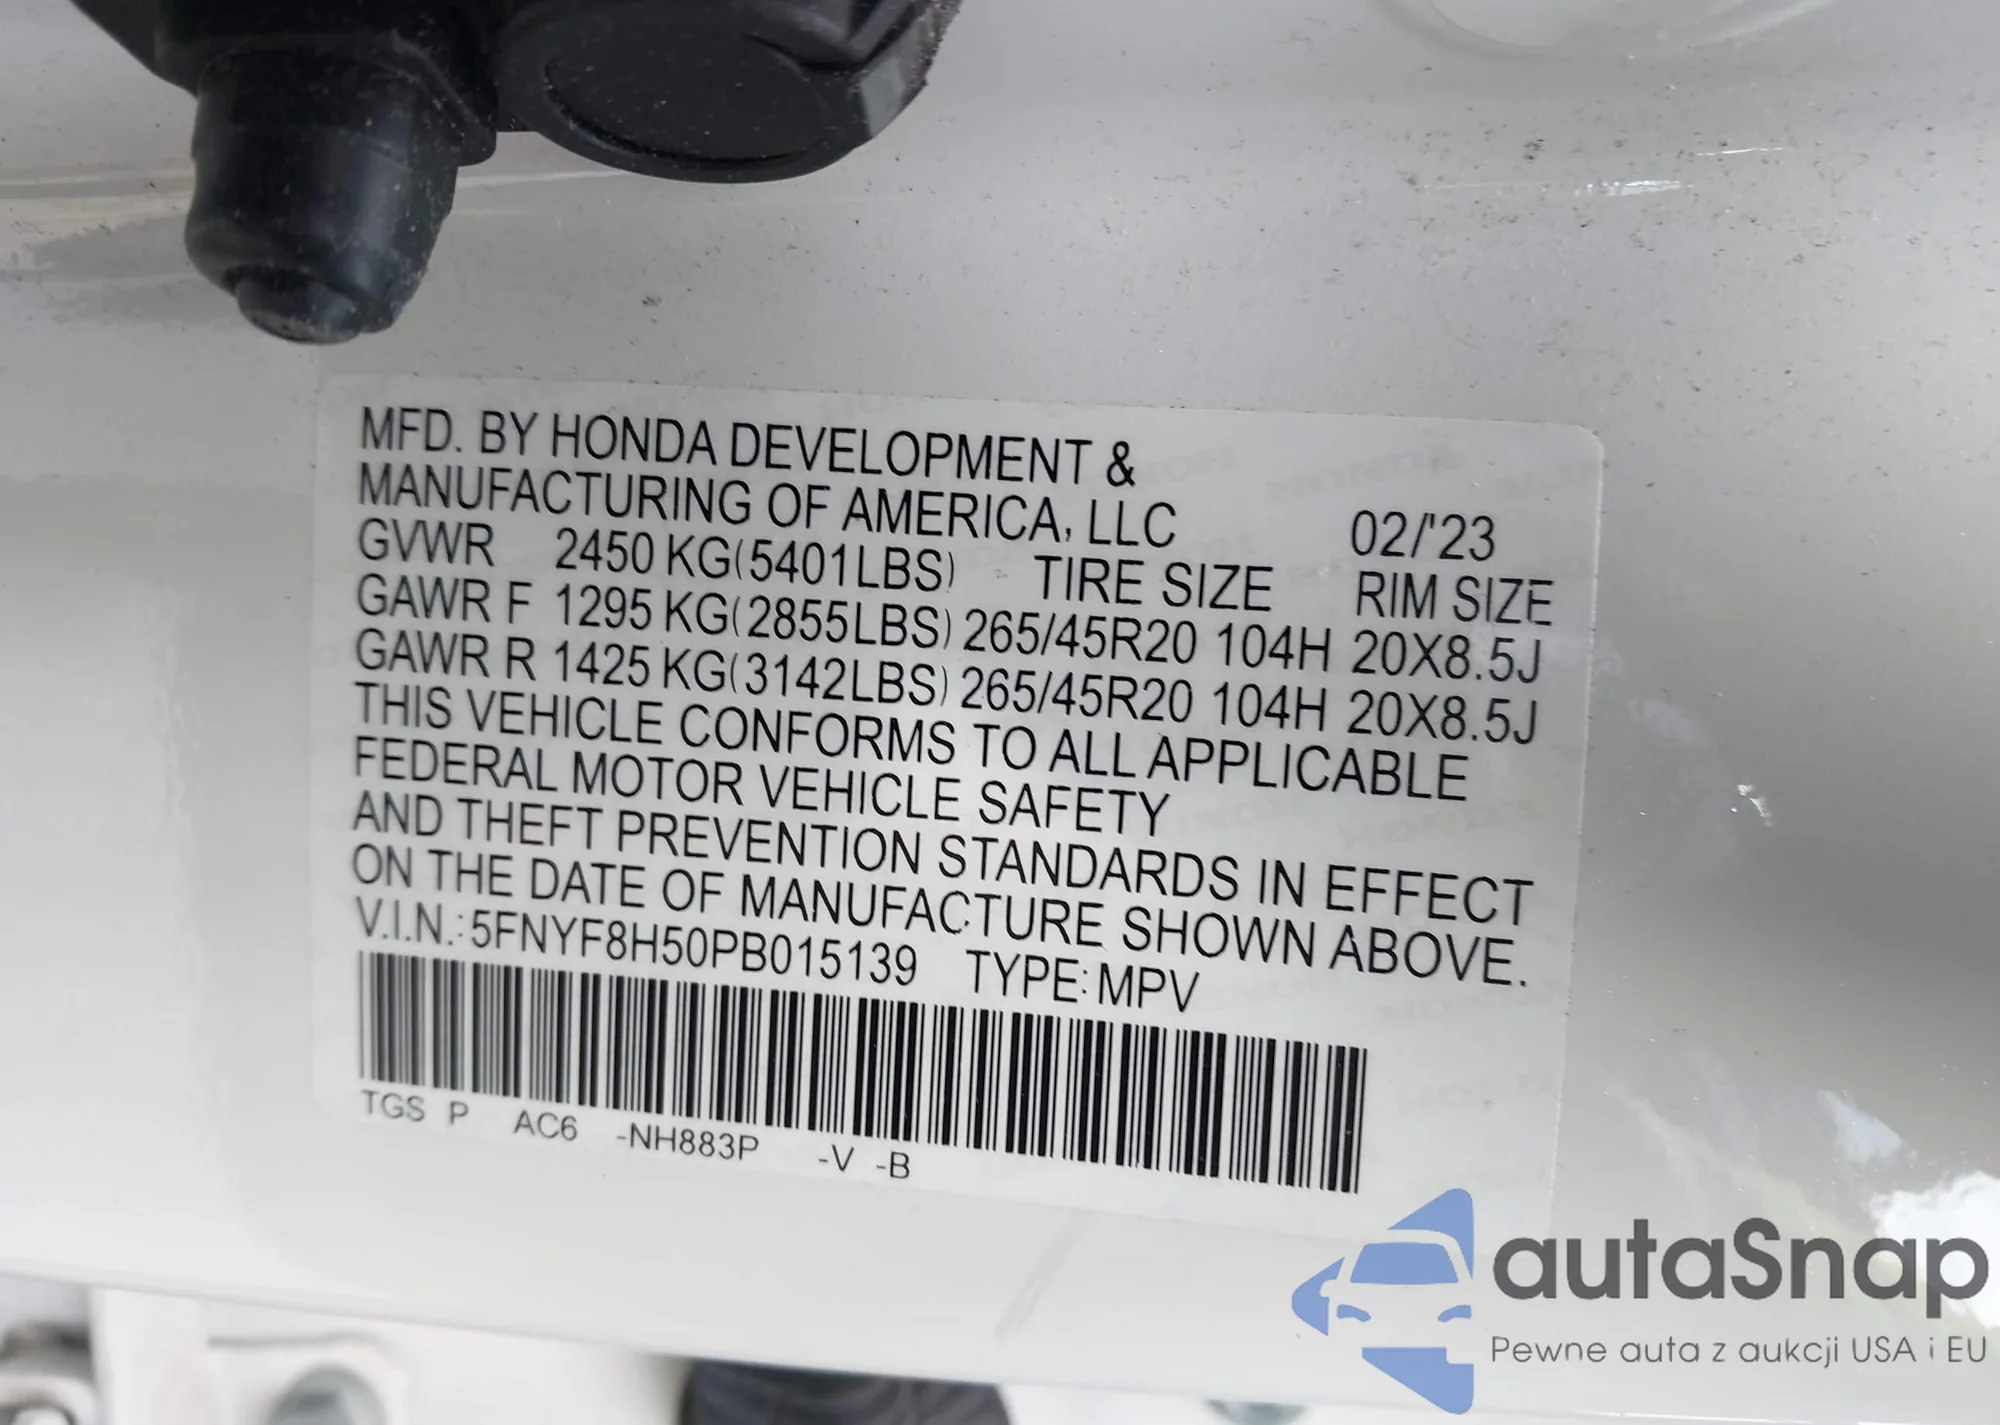 MFD. BY HONDA DEVELOPMENT &
MANUFACTURING OF AMERICA, LLC 02/'23
GVWR 2450 KG(5401LBS) TIRE SIZE RIM SIZE
GAWR F 1295 KG(2855LBS) 265/45R20 104H 20X8.5J
GAWR R 1425 KG(3142LBS) 265/45R20 104H 20X8.5J
THIS VEHICLE CONFORMS TO ALL APPLICABLE
FEDERAL MOTOR VEHICLE SAFETY
AND THEFT PREVENTION STANDARDS IN EFFECT
ON THE DATE OF MANUFACTURE SHOWN ABOVE.
V.I.N.: 5FNYF8H50PB015139 TYPE: MPV
TGS P AC6 -NH883P -V -B
autaSnap
Pewne auta z aukcji USA i EU